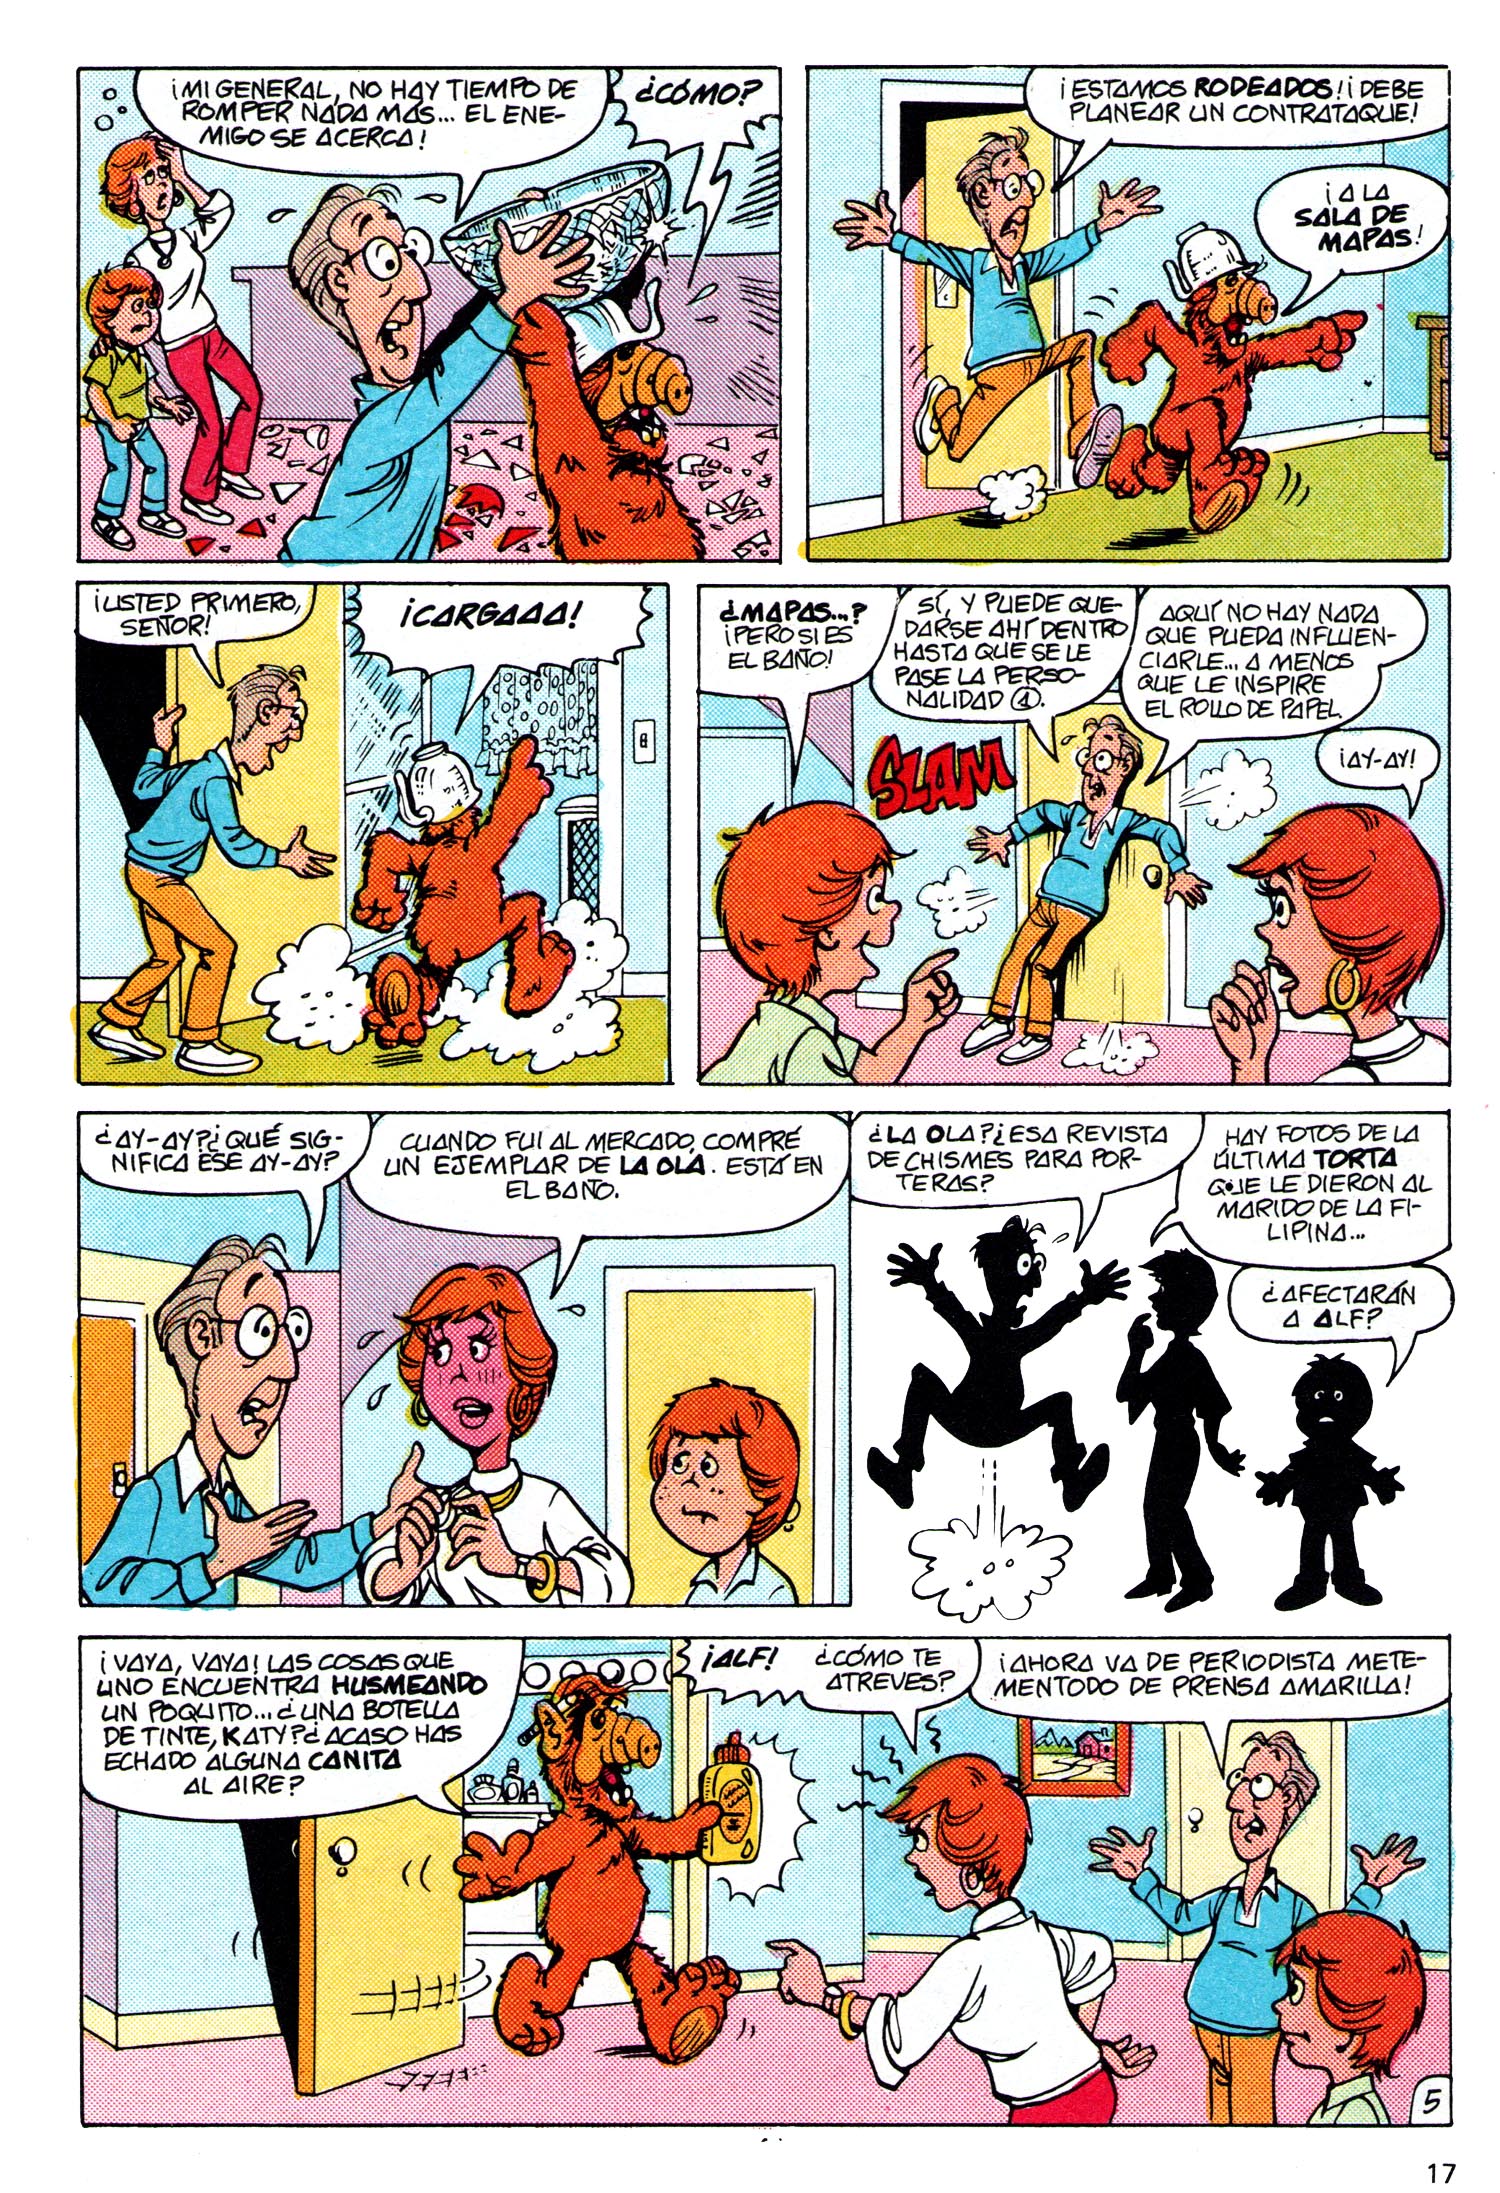 ¡MI GENERAL, NO HAY TIEMPO DE
ROMPER NADA MÁS... EL ENE-
MIGO SE ACERCA!
¿CÓMO?
¡ESTAMOS RODEADOS! ¡DEBE
PLANEAR UN CONTRATAQUE!
¡A LA
SALA DE
MAPAS!
¡USTED PRIMERO,
SEÑOR!
¡CARGAAA!
¿MAPAS...?
¡PERO SI ES
EL BAÑO!
SÍ, Y PUEDE QUE-
DARSE AHÍ DENTRO
HASTA QUE SE LE
PASE LA PERSO-
NALIDAD ①.
AQUÍ NO HAY NADA
QUE PUEDA INFLUEN-
CIARLE... A MENOS
QUE LE INSPIRE
EL ROLLO DE PAPEL.
SLAM
¡AY-AY!
¿AY-AY? ¿QUÉ SIG-
NIFICA ESE AY-AY?
CUANDO FUI AL MERCADO, COMPRÉ
UN EJEMPLAR DE LA OLA. ESTÁ EN
EL BAÑO.
¿LA OLA? ¿ESA REVISTA
DE CHISMES PARA POR-
TERAS?
HAY FOTOS DE LA
ÚLTIMA TORTA
QUE LE DIERON AL
MARIDO DE LA FI-
LIPINA...
¿AFECTARÁN
A ALF?
¡VAYA, VAYA! LAS COSAS QUE
UNO ENCUENTRA HUSMEANDO
UN POQUITO... ¿UNA BOTELLA
DE TINTE, KATY? ¿ACASO HAS
ECHADO ALGUNA CANITA
AL AIRE?
¡ALF!
¿CÓMO TE
ATREVES?
¡AHORA VA DE PERIODISTA METE-
MENTODO DE PRENSA AMARILLA!
5
17